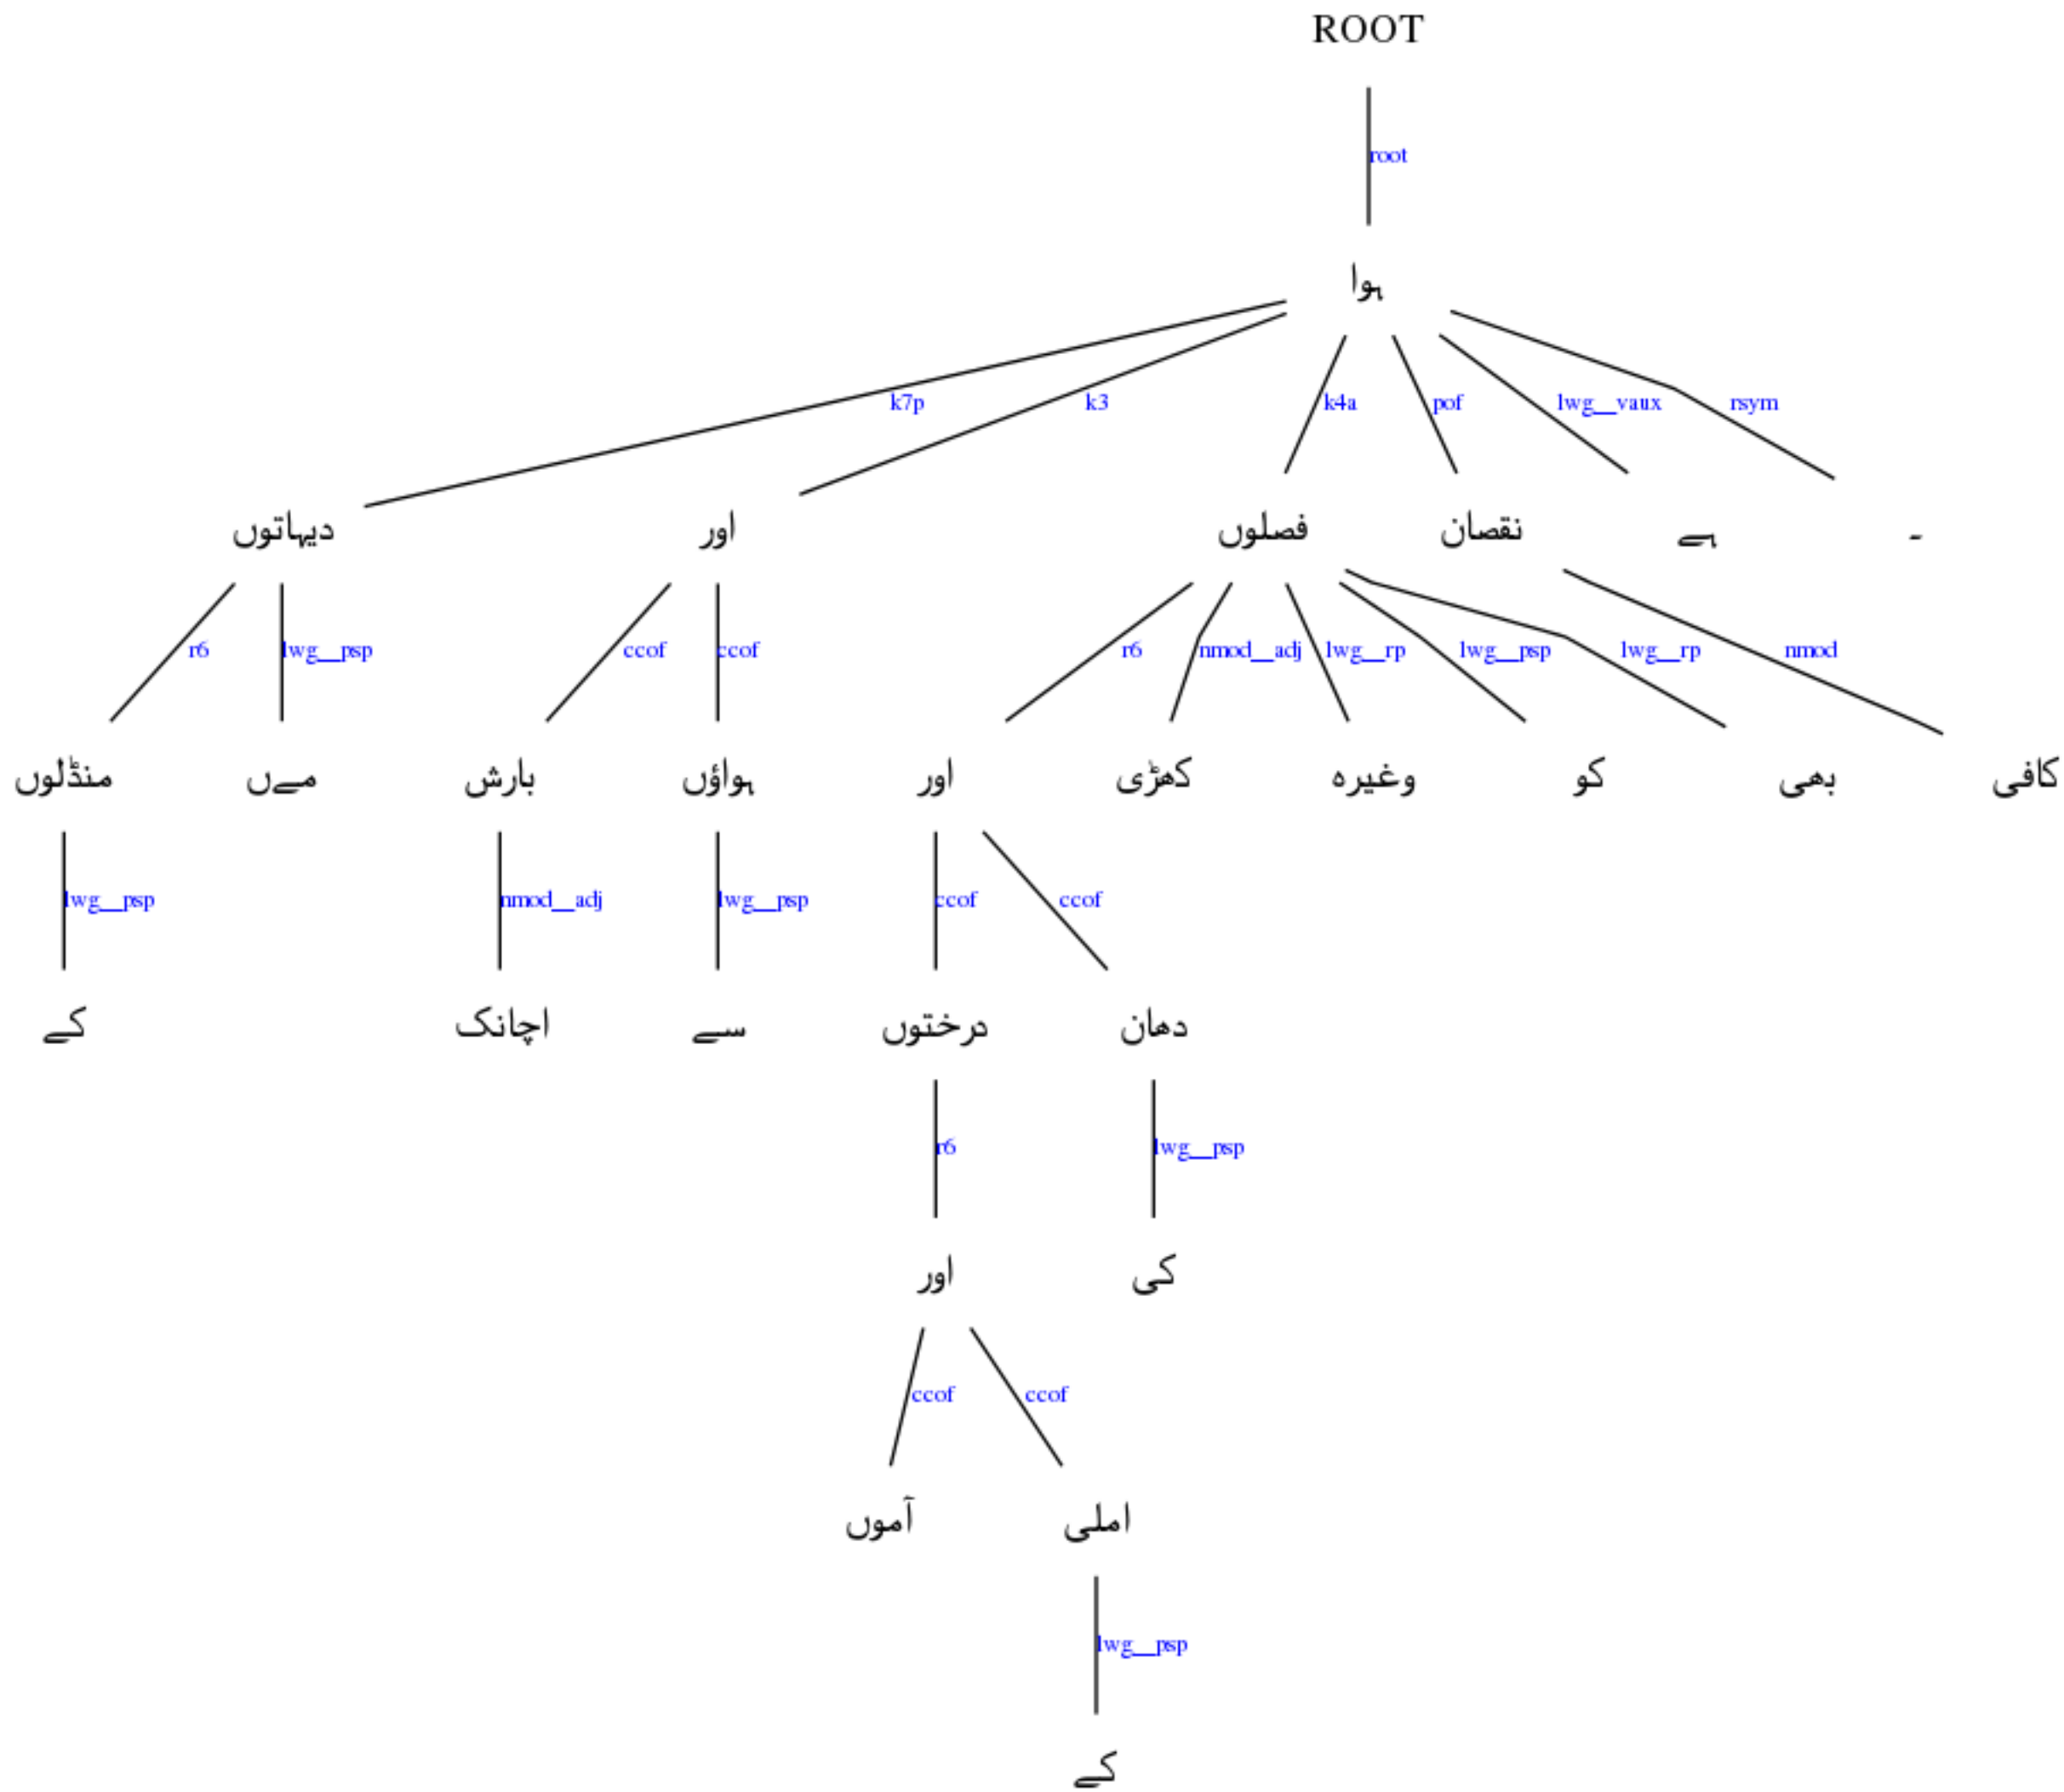 ROOT
root
ہوا
k7p k3 k4a pof lwg__vaux rsym
دیہاتوں اور فصلوں نقصان ہے ۔
r6 lwg__psp ccof ccof r6 nmod__adj lwg__rp lwg__psp lwg__rp nmod
منڈلوں مےں بارش ہواؤں اور کھڑی وغیرہ کو بھی کافی
lwg__psp nmod__adj lwg__psp ccof ccof
کے اچانک سے درختوں دھان
r6 lwg__psp
اور کی
ccof ccof
آموں املی
lwg__psp
کے